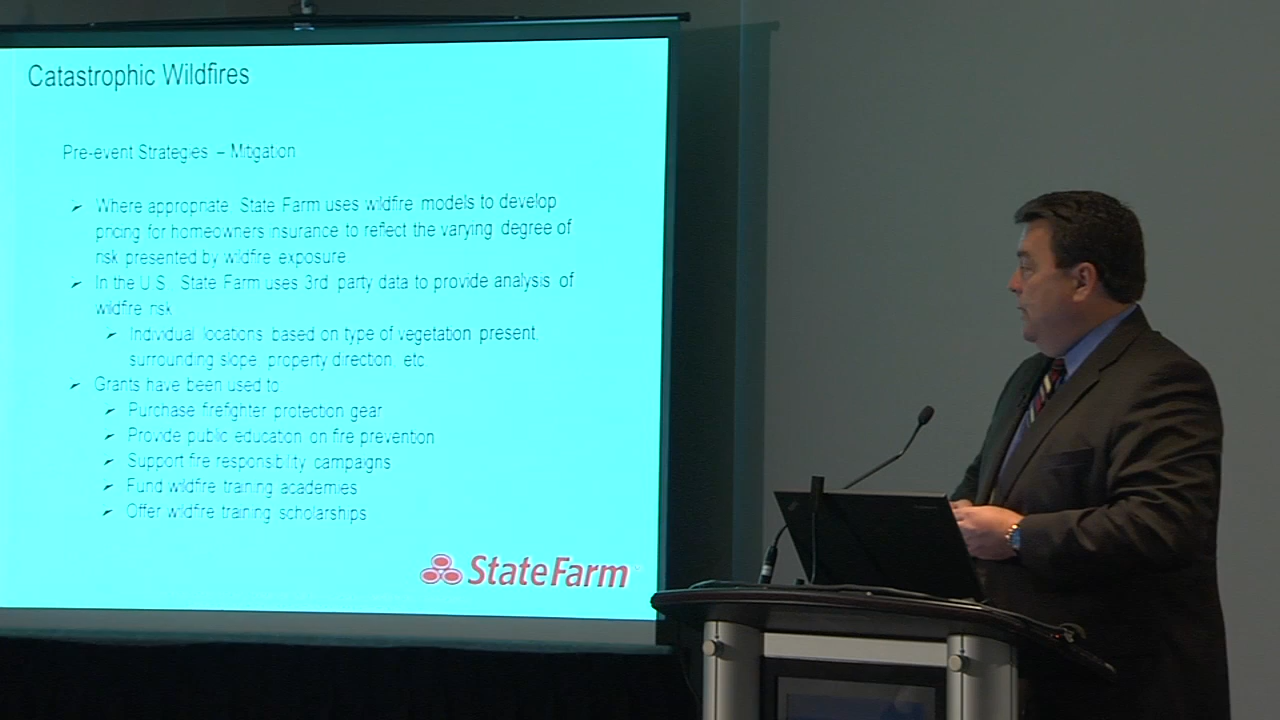 Catastrophic Wildfires
Pre-event Strategies – Mitigation
➢ Where appropriate State Farm uses wildfire models to develop
pricing for homeowners insurance to reflect the varying degree of
risk presented by wildfire exposure
➢ In the U.S. State Farm uses 3rd party data to provide analysis of
wildfire risk
➢ Individual locations based on type of vegetation present,
surrounding slope property direction etc
➢ Grants have been used to
➢ Purchase firefighter protection gear
➢ Provide public education on fire prevention
➢ Support fire responsibility campaigns
➢ Fund wildfire training academies
➢ Offer wildfire training scholarships
StateFarm